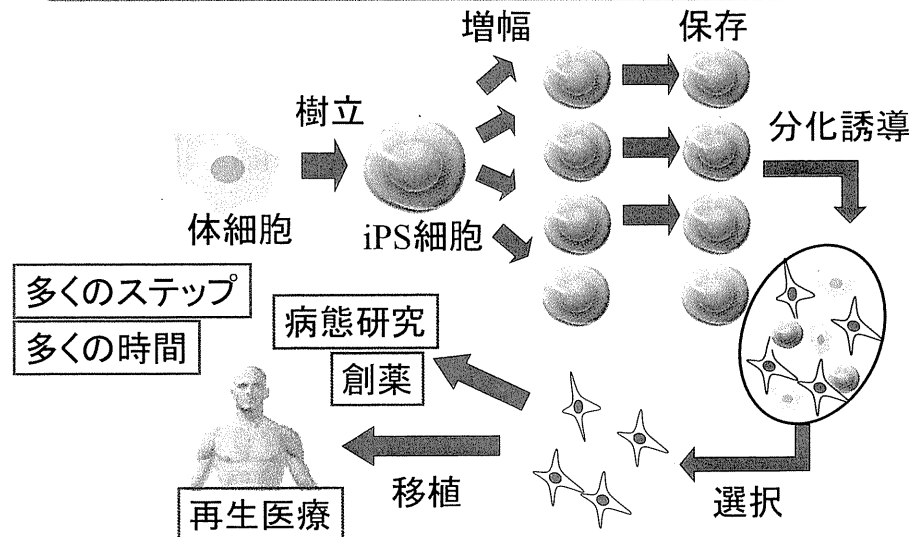 増幅
保存
樹立
分化誘導
体細胞
iPS細胞
多くのステップ
多くの時間
病態研究
創薬
移植
選択
再生医療